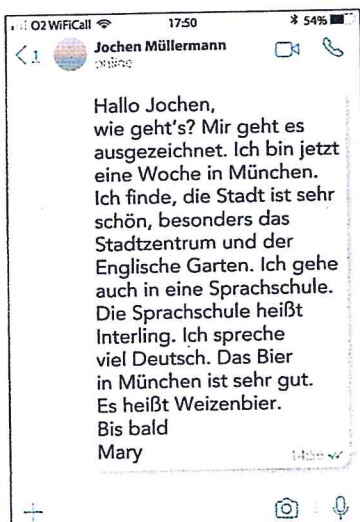 O2 WiFiCall 17:50 54%
< 1 Jochen Müllermann
online
Hallo Jochen,
wie geht's? Mir geht es
ausgezeichnet. Ich bin jetzt
eine Woche in München.
Ich finde, die Stadt ist sehr
schön, besonders das
Stadtzentrum und der
Englische Garten. Ich gehe
auch in eine Sprachschule.
Die Sprachschule heißt
Interling. Ich spreche
viel Deutsch. Das Bier
in München ist sehr gut.
Es heißt Weizenbier.
Bis bald
Mary